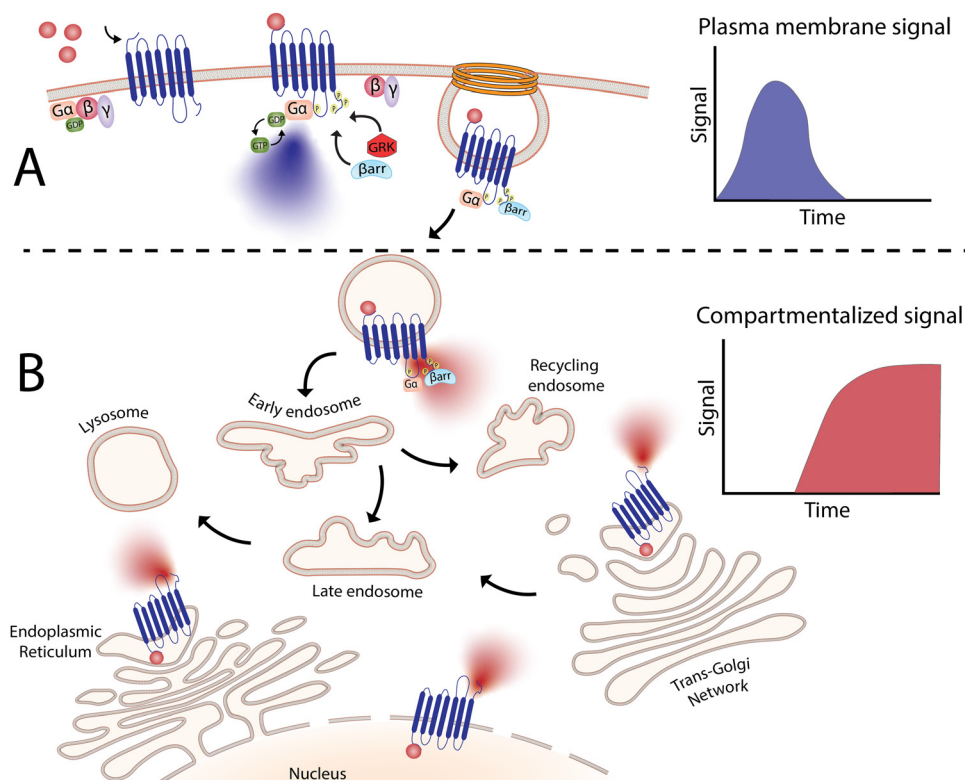 Plasma membrane signal
Signal
Time
A
Gα
β
γ
GDP
β
γ
Gα
GDP
GTP
P
P
P
P
GRK
βarr
Gα
P
P
P
P
βarr
Compartmentalized signal
Signal
Time
B
P
P
P
P
Gα
βarr
Recycling
endosome
Early endosome
Lysosome
Late endosome
Endoplasmic
Reticulum
Trans-Golgi
Network
Nucleus